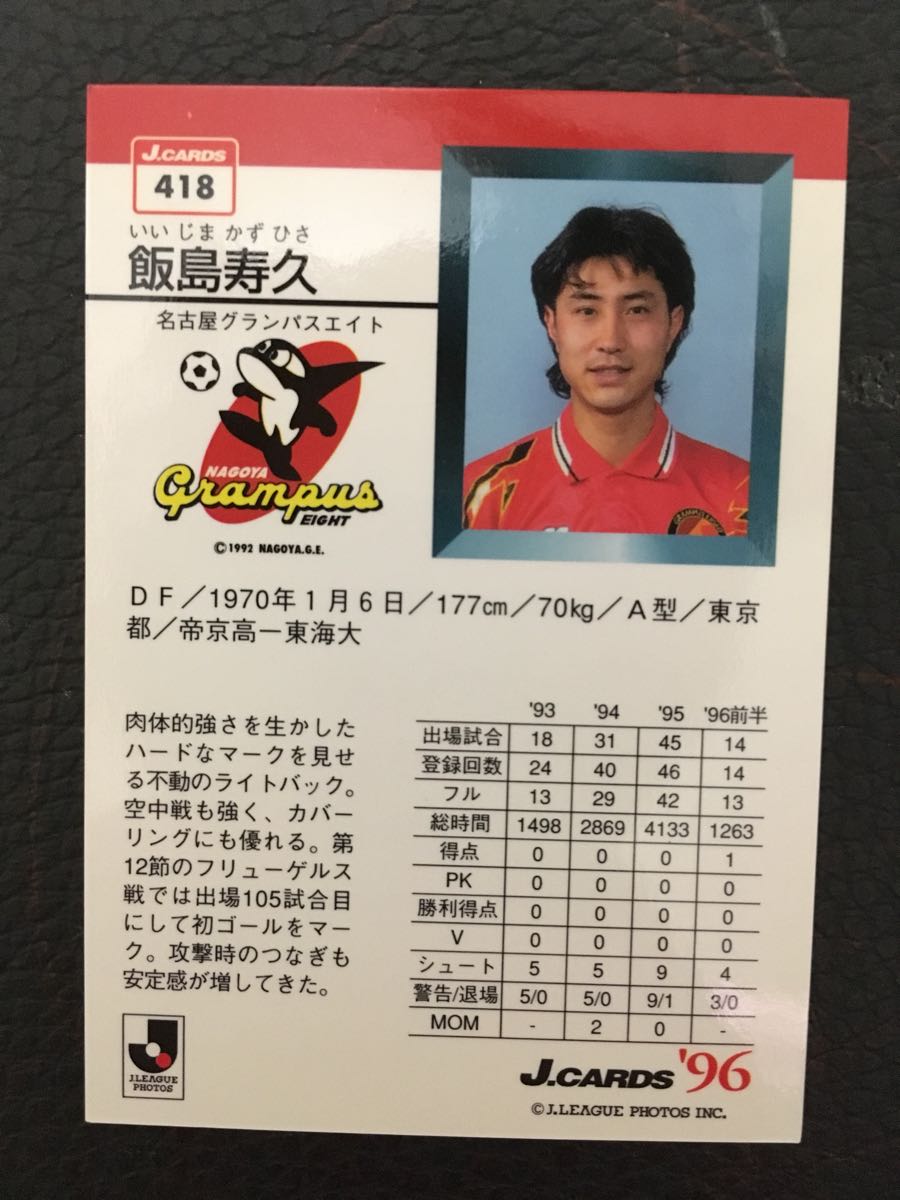 J.CARDS
418
いい じま かず ひさ
飯島寿久
名古屋グランパスエイト
NAGOYA
Grampus
EIGHT
©1992 NAGOYA.G.E.
DF／1970年1月6日／177cm／70kg／A型／東京
都／帝京高ー東海大
肉体的強さを生かした
ハードなマークを見せ
る不動のライトバック。
空中戦も強く、カバー
リングにも優れる。第
12節のフリューゲルス
戦では出場105試合目
にして初ゴールをマー
ク。攻撃時のつなぎも
安定感が増してきた。
'93 '94 '95 '96前半
出場試合 18 31 45 14
登録回数 24 40 46 14
フル 13 29 42 13
総時間 1498 2869 4133 1263
得点 0 0 0 1
PK 0 0 0 0
勝利得点 0 0 0 0
V 0 0 0 0
シュート 5 5 9 4
警告/退場 5/0 5/0 9/1 3/0
MOM - 2 0 -
J.LEAGUE
PHOTOS
J.CARDS '96
©J.LEAGUE PHOTOS INC.